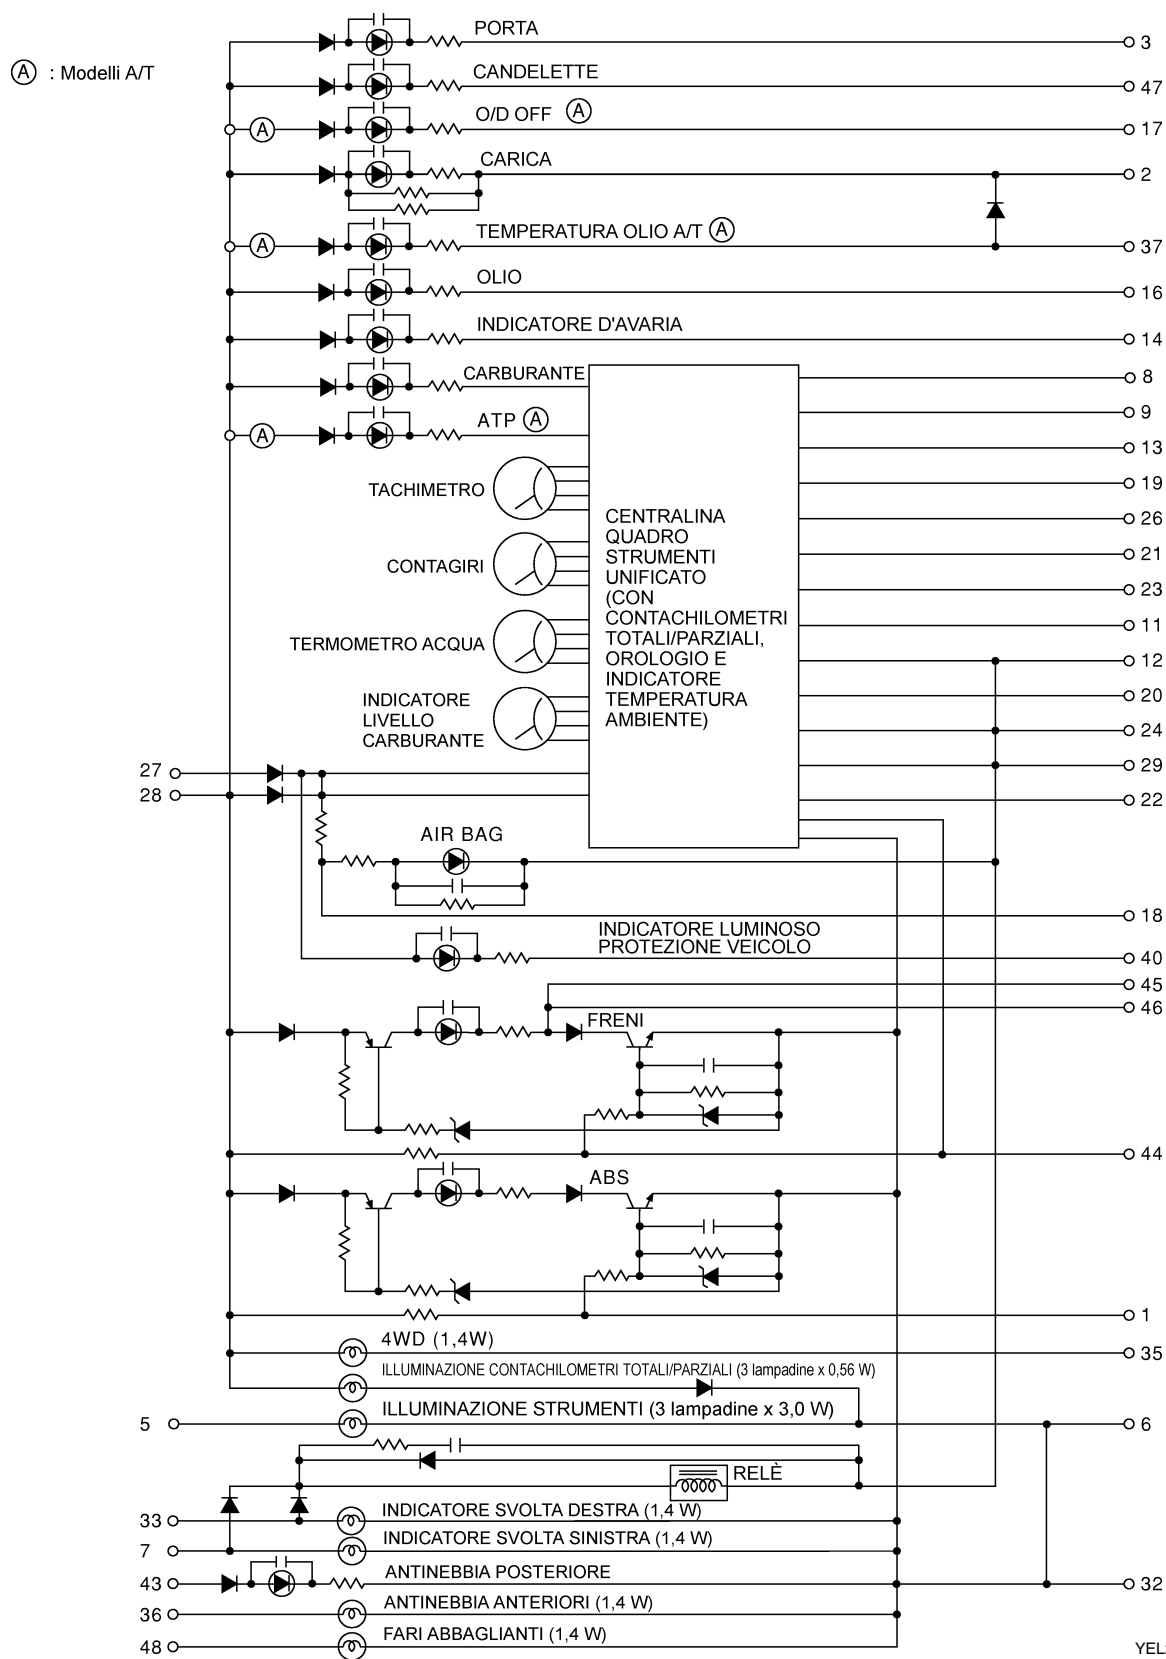 PORTA
3
Ⓐ : Modelli A/T
CANDELETTE
47
Ⓐ
O/D OFF Ⓐ
17
CARICA
2
Ⓐ
TEMPERATURA OLIO A/T Ⓐ
37
OLIO
16
INDICATORE D'AVARIA
14
CARBURANTE
8
9
Ⓐ
ATP Ⓐ
13
TACHIMETRO
19
CENTRALINA
QUADRO
STRUMENTI
UNIFICATO
(CON
CONTACHILOMETRI
TOTALI/PARZIALI,
OROLOGIO E
INDICATORE
TEMPERATURA
AMBIENTE)
26
21
CONTAGIRI
23
11
TERMOMETRO ACQUA
12
20
INDICATORE
LIVELLO
CARBURANTE
24
29
27
28
22
AIR BAG
18
INDICATORE LUMINOSO
PROTEZIONE VEICOLO
40
45
46
FRENI
44
ABS
1
4WD (1,4W)
35
ILLUMINAZIONE CONTACHILOMETRI TOTALI/PARZIALI (3 lampadine x 0,56 W)
5
ILLUMINAZIONE STRUMENTI (3 lampadine x 3,0 W)
6
RELÈ
33
INDICATORE SVOLTA DESTRA (1,4 W)
7
INDICATORE SVOLTA SINISTRA (1,4 W)
43
ANTINEBBIA POSTERIORE
32
36
ANTINEBBIA ANTERIORI (1,4 W)
48
FARI ABBAGLIANTI (1,4 W)